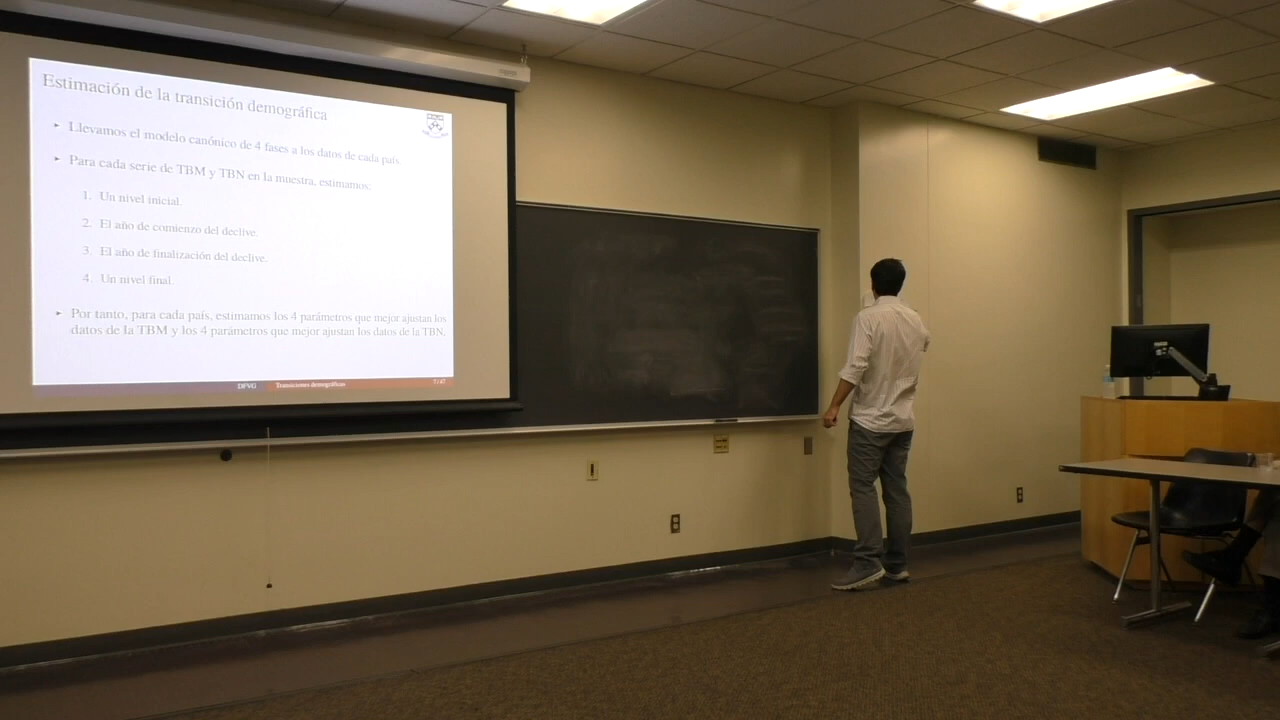 Estimación de la transición demográfica
Llevamos el modelo canónico de 4 fases a los datos de cada país.
Para cada serie de TBM y TBN en la muestra, estimamos:
1. Un nivel inicial.
2. El año de comienzo del declive.
3. El año de finalización del declive.
4. Un nivel final.
Por tanto, para cada país, estimamos los 4 parámetros que mejor ajustan los
datos de la TBM y los 4 parámetros que mejor ajustan los datos de la TBN.
DFVG Transiciones demográficas 7/47